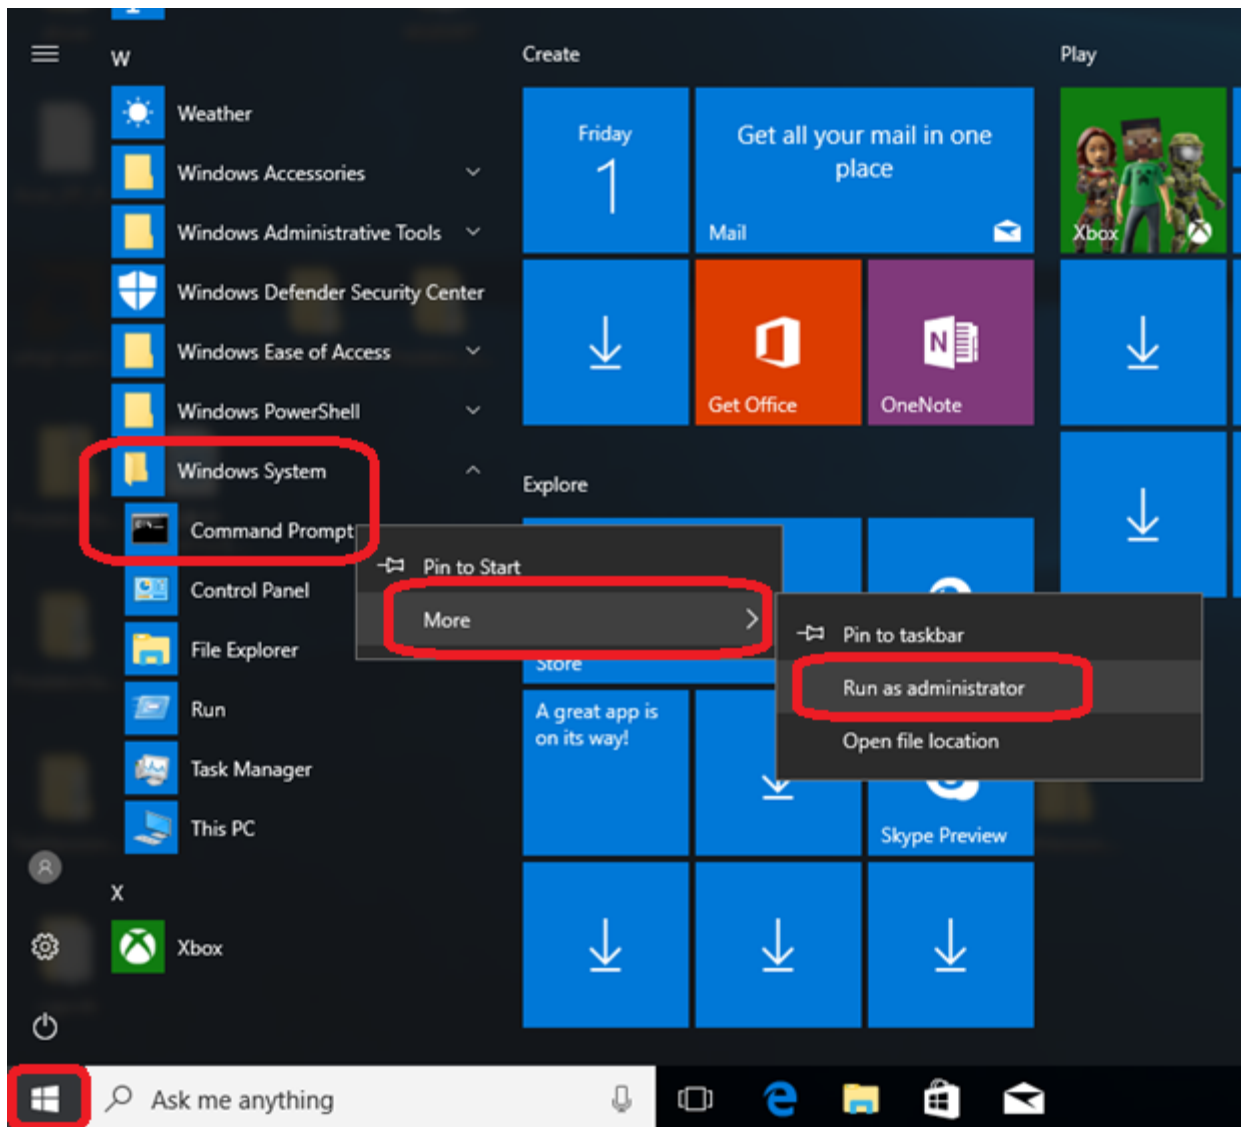 W
Weather
Windows Accessories
Windows Administrative Tools
Windows Defender Security Center
Windows Ease of Access
Windows PowerShell
Windows System
Command Prompt
Control Panel
File Explorer
Run
Task Manager
This PC
X
Xbox
Create
Friday
1
Get all your mail in one
place
Mail
Get Office
N
OneNote
Explore
Store
A great app is
on its way!
Skype Preview
Play
Xbox
Pin to Start
More
Pin to taskbar
Run as administrator
Open file location
Ask me anything